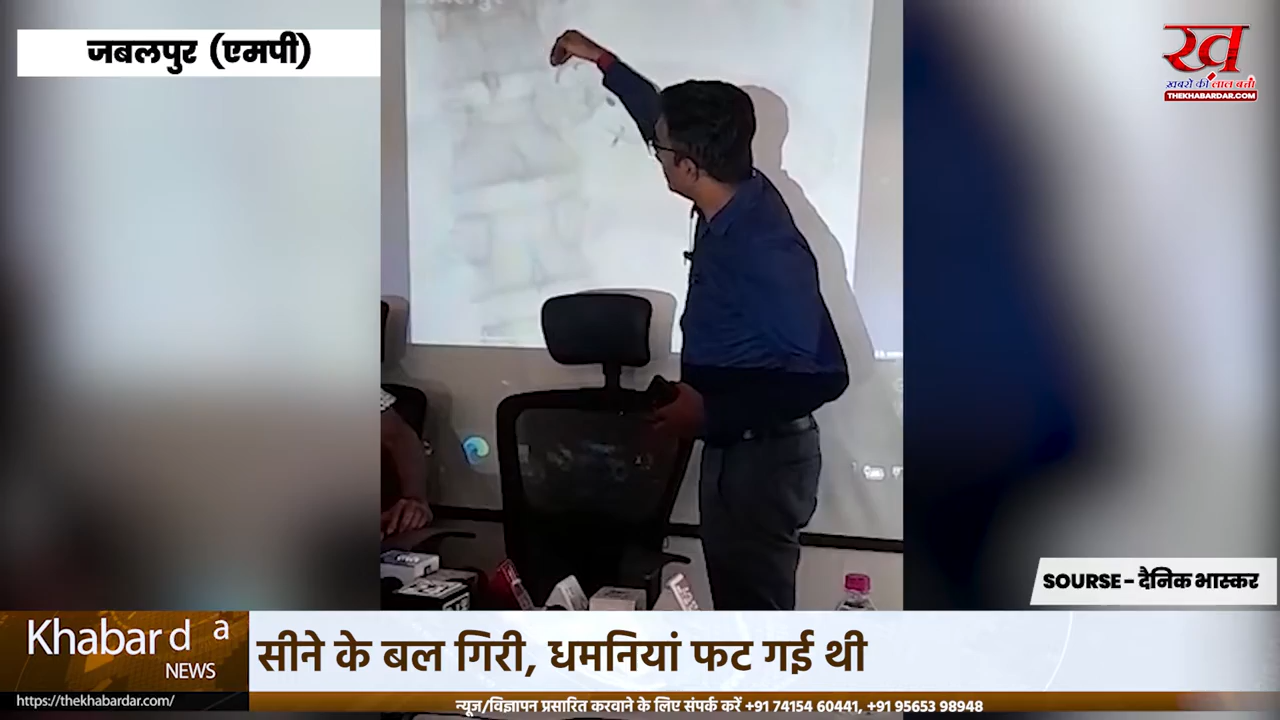 जबलपुर (एमपी)
ख
ख़बरों की लाल बत्ती
THEKHABARDAR.COM
SOURSE - दैनिक भास्कर
Khabar d a
NEWS
सीने के बल गिरी, धमनियां फट गई थी
https://thekhabardar.com/
न्यूज/विज्ञापन प्रसारित करवाने के लिए संपर्क करें +91 74154 60441, +91 95653 98948